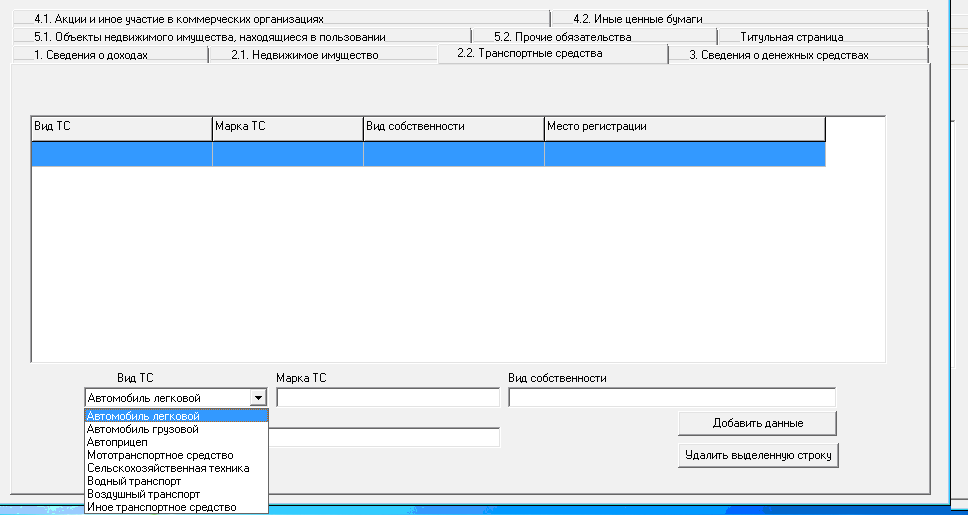 4.1. Акции и иное участие в коммерческих организациях 4.2. Иные ценные бумаги
5.1. Объекты недвижимого имущества, находящиеся в пользовании 5.2. Прочие обязательства Титульная страница
1. Сведения о доходах 2.1. Недвижимое имущество 2.2. Транспортные средства 3. Сведения о денежных средствах
Вид ТС Марка ТС Вид собственности Место регистрации
Вид ТС Марка ТС Вид собственности
Автомобиль легковой
Автомобиль легковой
Автомобиль грузовой
Автоприцеп
Мототранспортное средство
Сельскохозяйственная техника
Водный транспорт
Воздушный транспорт
Иное транспортное средство
Добавить данные
Удалить выделенную строку